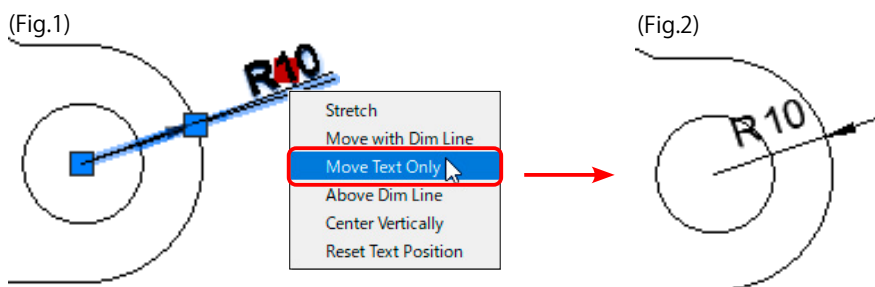 (Fig.1)
R10
Stretch
Move with Dim Line
Move Text Only
Above Dim Line
Center Vertically
Reset Text Position
(Fig.2)
R10